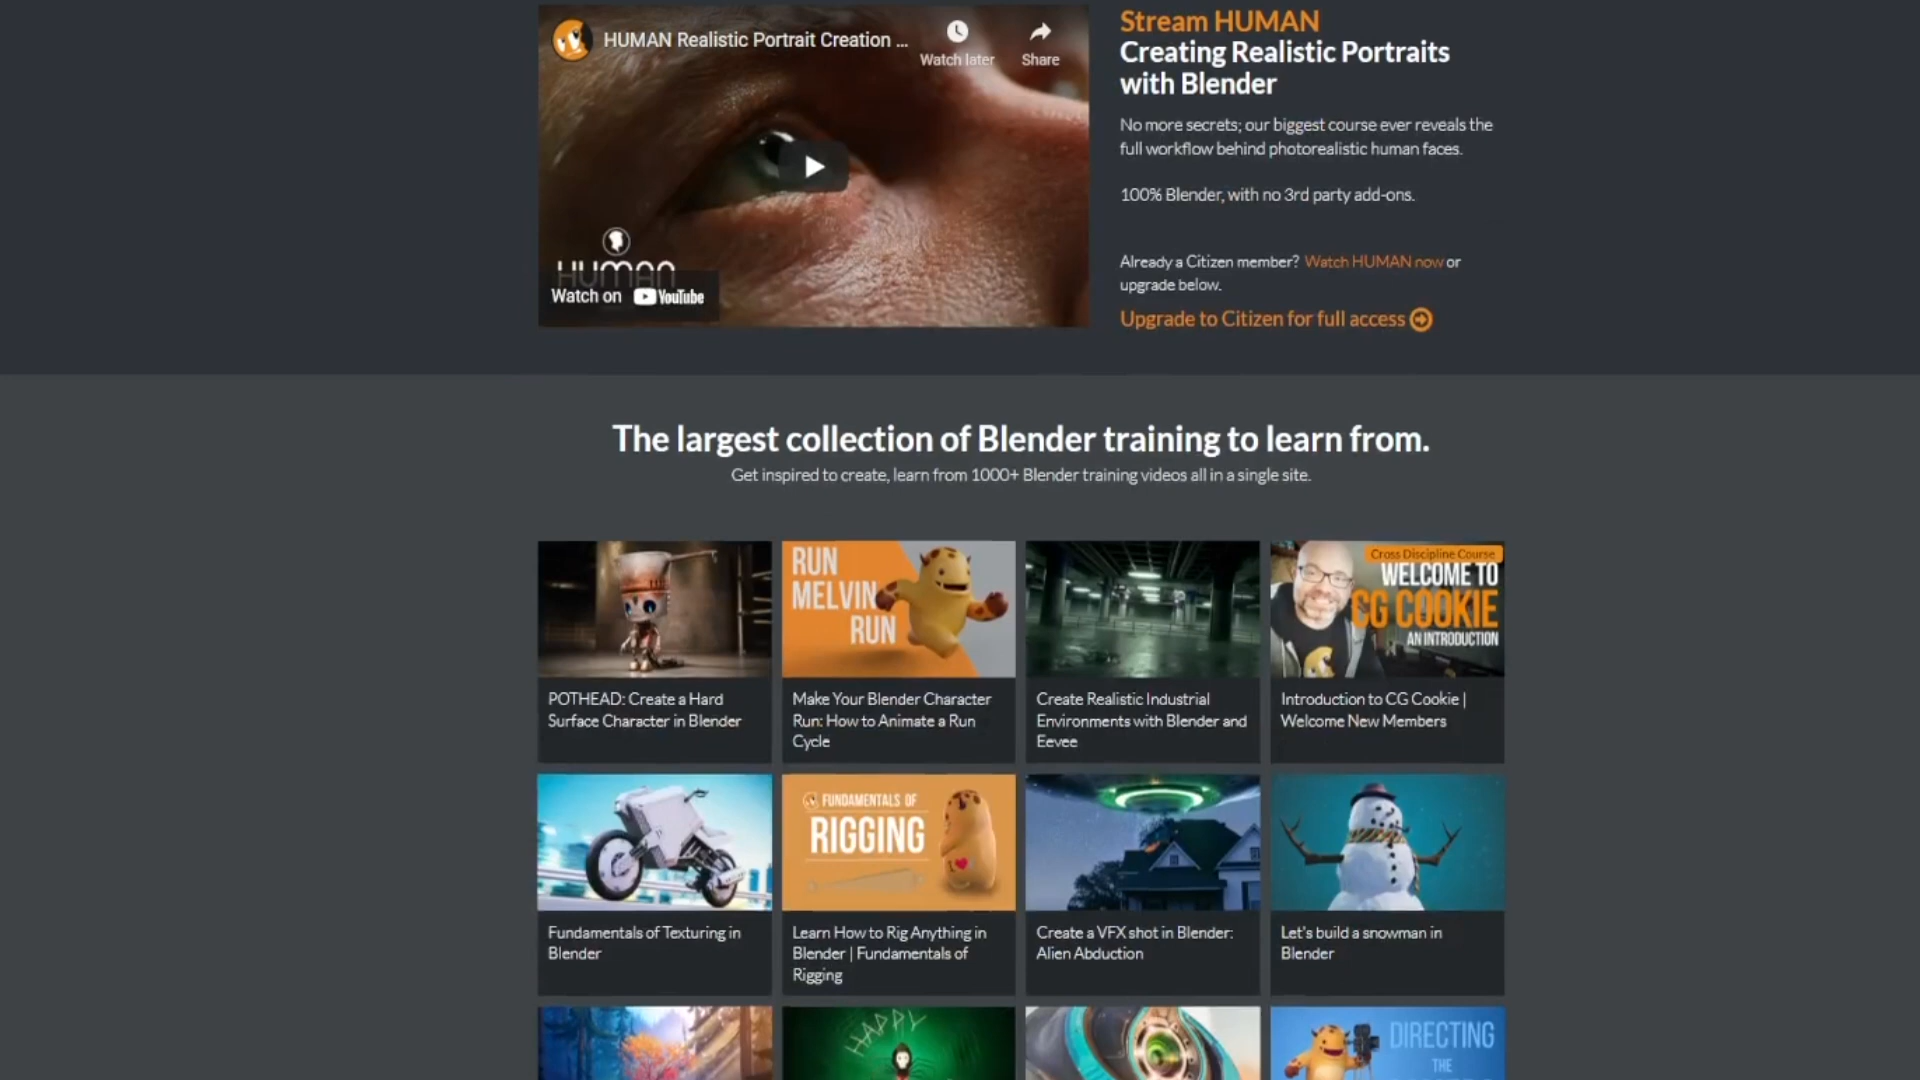 HUMAN Realistic Portrait Creation ...
Watch later
Share
HUMAN
Watch on YouTube
Stream HUMAN
Creating Realistic Portraits
with Blender
No more secrets; our biggest course ever reveals the
full workflow behind photorealistic human faces.
100% Blender, with no 3rd party add-ons.
Already a Citizen member? Watch HUMAN now or
upgrade below.
Upgrade to Citizen for full access
The largest collection of Blender training to learn from.
Get inspired to create, learn from 1000+ Blender training videos all in a single site.
POTHEAD: Create a Hard
Surface Character in Blender
RUN
MELVIN
RUN
Make Your Blender Character
Run: How to Animate a Run
Cycle
Create Realistic Industrial
Environments with Blender and
Eevee
Cross Discipline Course
WELCOME TO
CG COOKIE
AN INTRODUCTION
Introduction to CG Cookie |
Welcome New Members
Fundamentals of Texturing in
Blender
FUNDAMENTALS OF
RIGGING
Learn How to Rig Anything in
Blender | Fundamentals of
Rigging
Create a VFX shot in Blender:
Alien Abduction
Let's build a snowman in
Blender
HAPPY
DIRECTING
THE